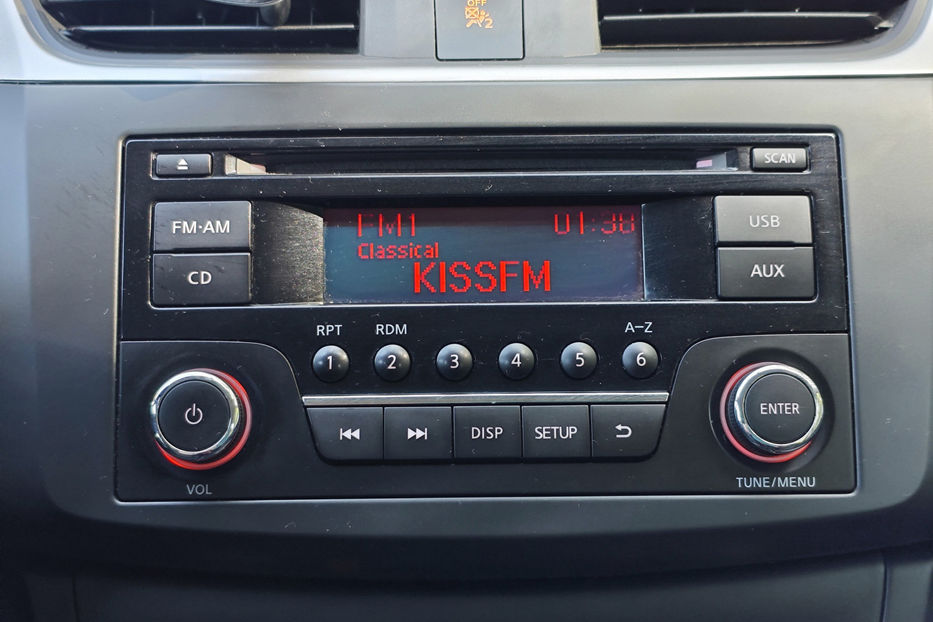 OFF
2
SCAN
FM·AM
FM1 01:38
USB
Classical
CD
KISSFM
AUX
RPT RDM A–Z
1 2 3 4 5 6
ENTER
DISP SETUP
VOL
TUNE/MENU